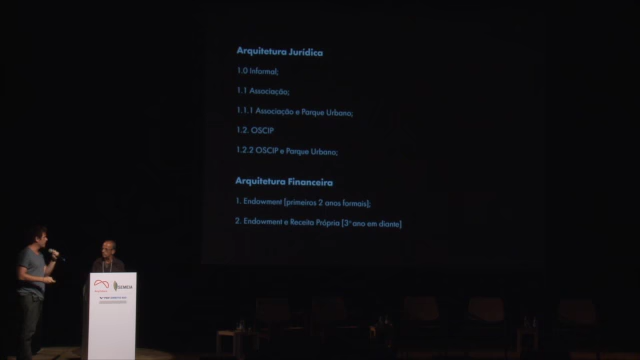 Arquitetura Jurídica
1.0 Informal;
1.1 Associação;
1.1.1 Associação e Parque Urbano;
1.2. OSCIP
1.2.2 OSCIP e Parque Urbano;
Arquitetura Financeira
1. Endowment [primeiros 2 anos formais];
2. Endowment e Receita Própria [3º ano em diante]